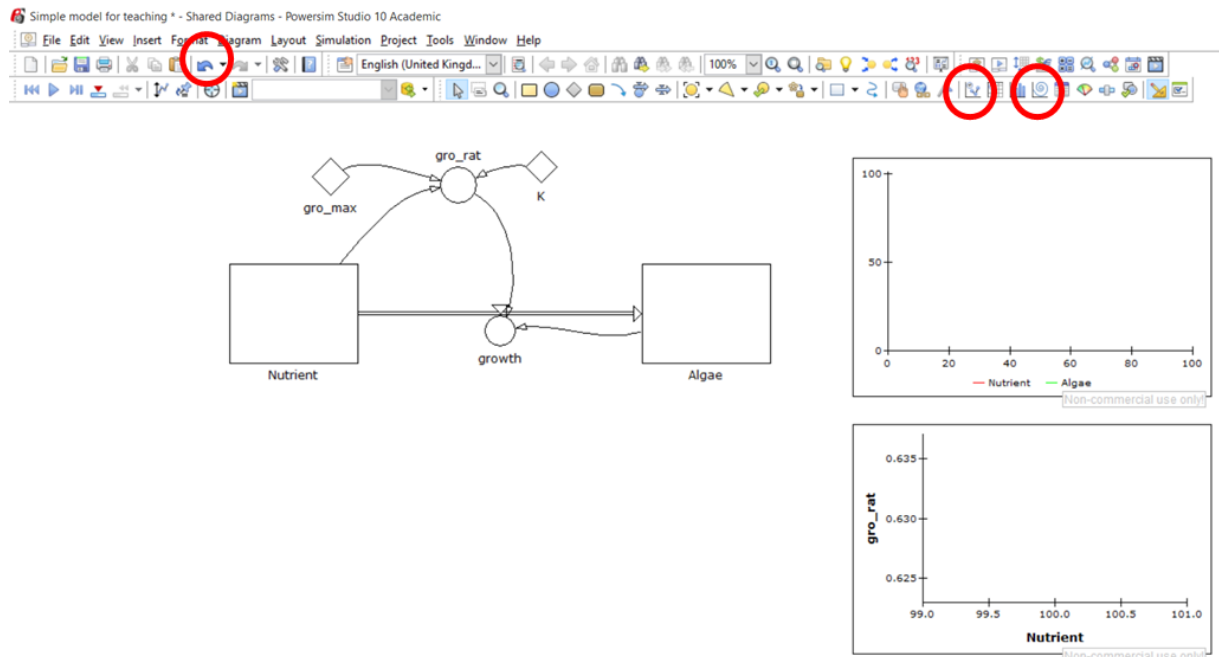 Simple model for teaching * - Shared Diagrams - Powersim Studio 10 Academic
File Edit View Insert Format Diagram Layout Simulation Project Tools Window Help
English (United Kingd... 100%
gro_rat
gro_max
K
Nutrient
growth
Algae
100
50
0
0 20 40 60 80 100
Nutrient Algae
Non-commercial use only!
0.635
gro_rat
0.630
0.625
99.0 99.5 100.0 100.5 101.0
Nutrient
Non-commercial use only!